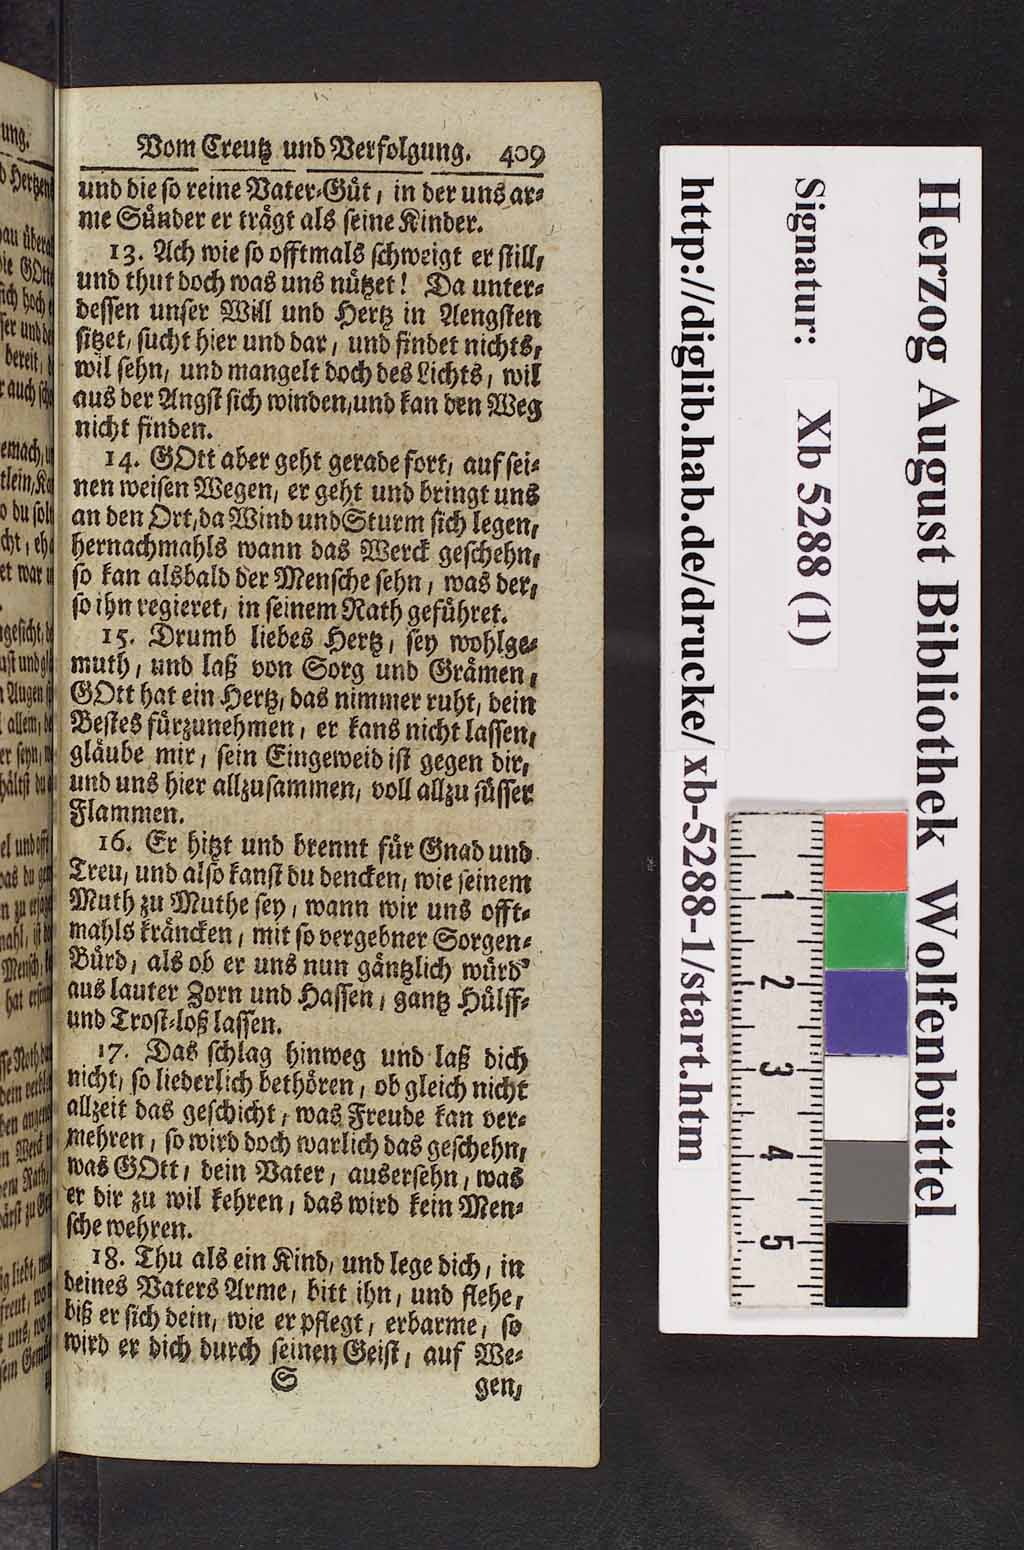 Vom Creutz und Verfolgung. 409
und die so reine Vater-Güt, in der uns ar-
me Sünder er trägt als seine Kinder.
13. Ach wie so offtmals schweigt er still,
und thut doch was uns nützet! Da unter-
dessen unser Will und Hertz in Aengsten
sitzet, sucht hier und dar, und findet nichts,
wil sehn, und mangelt doch des Lichts, wil
aus der Angst sich winden, und kan den Weg
nicht finden.
14. GOtt aber geht gerade fort, auf sei-
nen weisen Wegen, er geht und bringt uns
an den Ort, da Wind und Sturm sich legen,
hernachmahls wann das Werck geschehn,
so kan alsbald der Mensche sehn, was der,
so ihn regieret, in seinem Rath geführet.
15. Drumb liebes Hertz, sey wohlge-
muth, und laß von Sorg und Grämen,
GOtt hat ein Hertz, das nimmer ruht, dein
Bestes fürzunehmen, er kans nicht lassen,
gläube mir, sein Eingeweid ist gegen dir,
und uns hier allzusammen, voll allzu süsser
Flammen.
16. Er hitzt und brennt für Gnad und
Treu, und also kanst du dencken, wie seinem
Muth zu Muthe sey, wann wir uns offt-
mahls kräncken, mit so vergebner Sorgen-
Bürd, als ob er uns nun gäntzlich würd'
aus lauter Zorn und Hassen, gantz Hülff-
und Trost-loß lassen.
17. Das schlag hinweg und laß dich
nicht, so liederlich bethören, ob gleich nicht
allzeit das geschicht, was Freude kan ver-
mehren, so wird doch warlich das geschehn,
was GOtt, dein Vater, ausersehn, was
er dir zu wil kehren, das wird kein Men-
sche wehren.
18. Thu als ein Kind, und lege dich, in
deines Vaters Arme, bitt ihn, und flehe,
biß er sich dein, wie er pflegt, erbarme, so
wird er dich durch seinen Geist, auf We-
S gen,
Herzog August Bibliothek Wolfenbüttel
Signatur: Xb 5288 (1)
http://diglib.hab.de/drucke/ xb-5288-1/start.htm
1
2
3
4
5